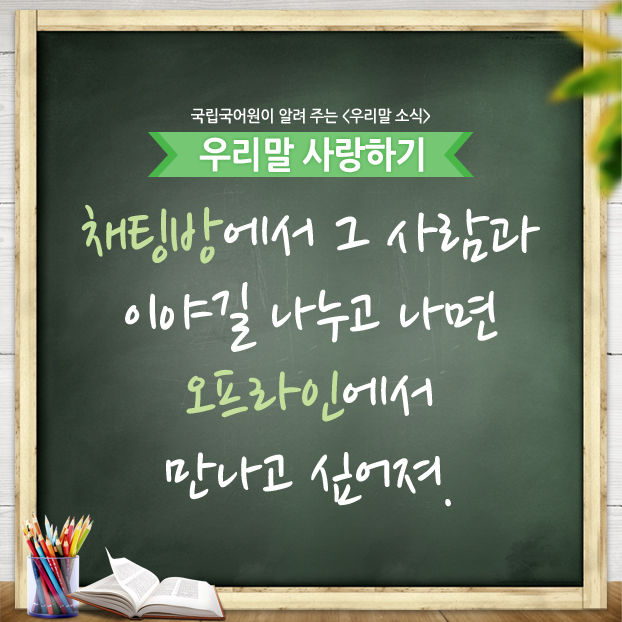 국립국어원이 알려 주는 <우리말 소식>
우리말 사랑하기
채팅방에서 그 사람과
이야길 나누고 나면
오프라인에서
만나고 싶어져.